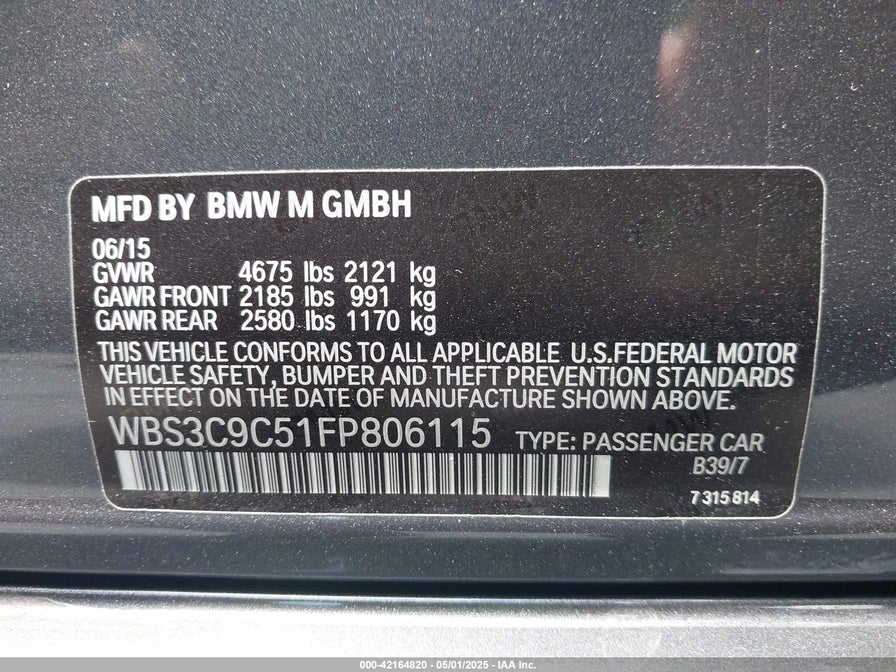 MFD BY BMW M GMBH
06/15
GVWR 4675 lbs 2121 kg
GAWR FRONT 2185 lbs 991 kg
GAWR REAR 2580 lbs 1170 kg
THIS VEHICLE CONFORMS TO ALL APPLICABLE U.S.FEDERAL MOTOR
VEHICLE SAFETY, BUMPER AND THEFT PREVENTION STANDARDS
IN EFFECT ON THE DATE OF MANUFACTURE SHOWN ABOVE.
WBS3C9C51FP806115 TYPE: PASSENGER CAR
B39/7
7 315 814
000-42164820 - 05/01/2025 - IAA Inc.